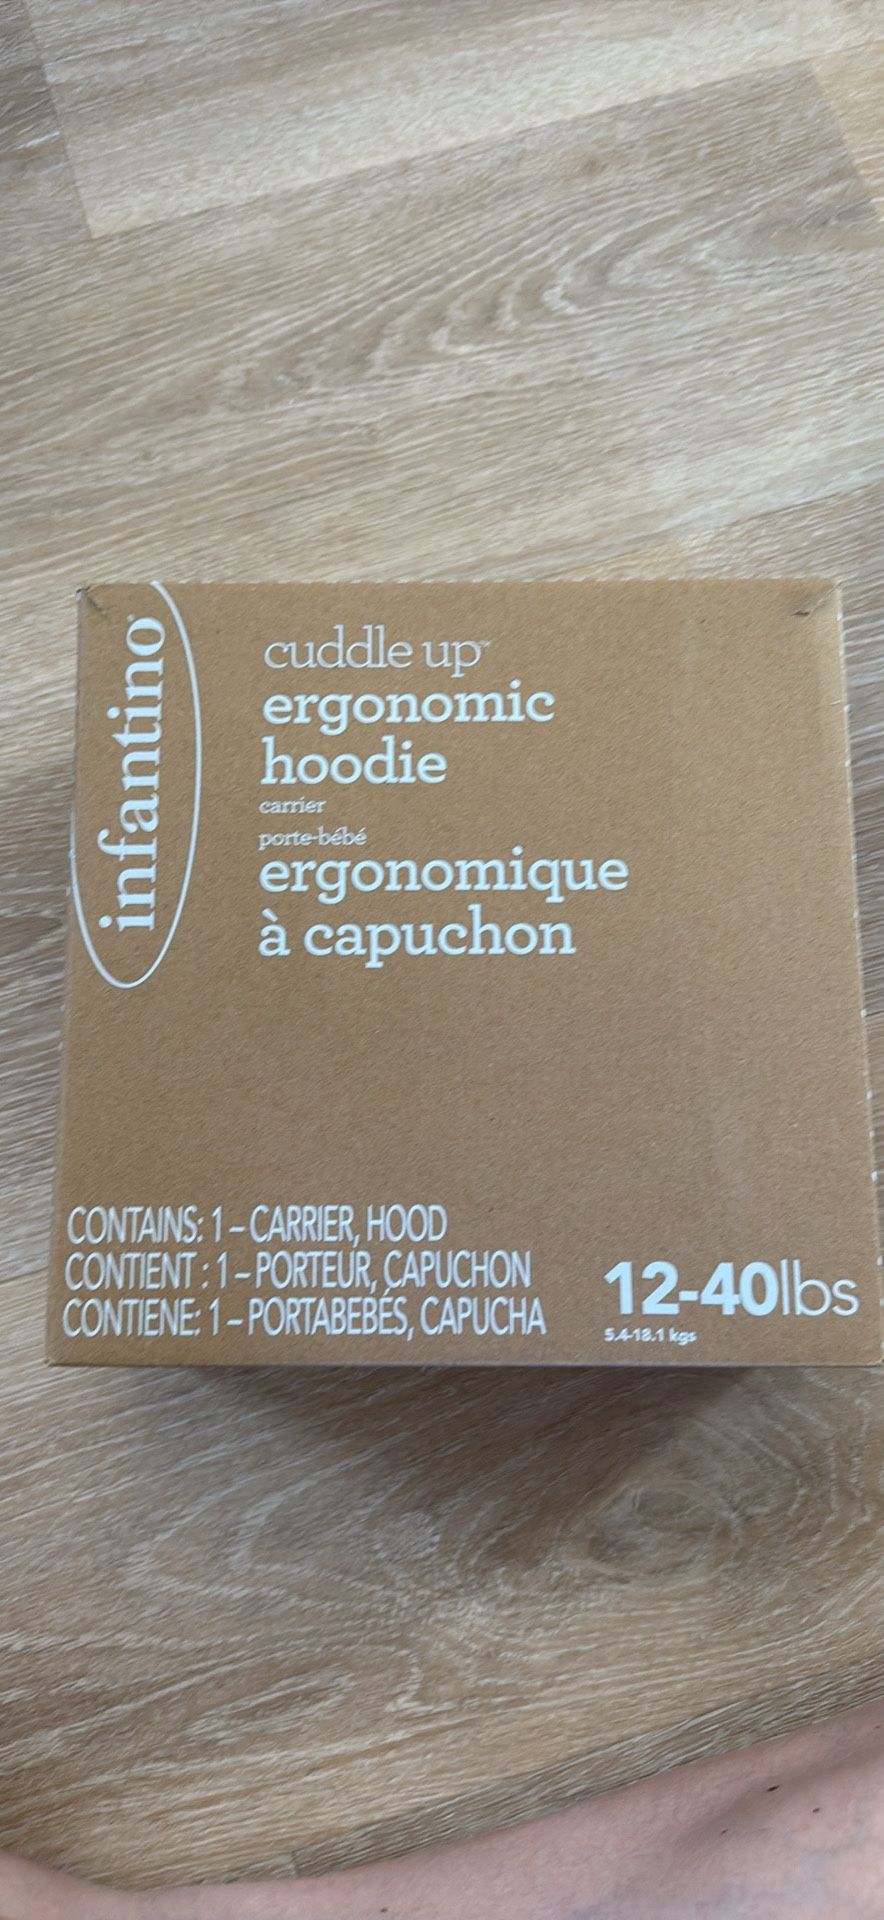 infantino®
cuddle up™
ergonomic
hoodie
carrier
porte-bébé
ergonomique
à capuchon
CONTAINS: 1 – CARRIER, HOOD
CONTIENT : 1 – PORTEUR, CAPUCHON
CONTIENE: 1 – PORTABEBÉS, CAPUCHA
12-40lbs
5.4-18.1 kgs